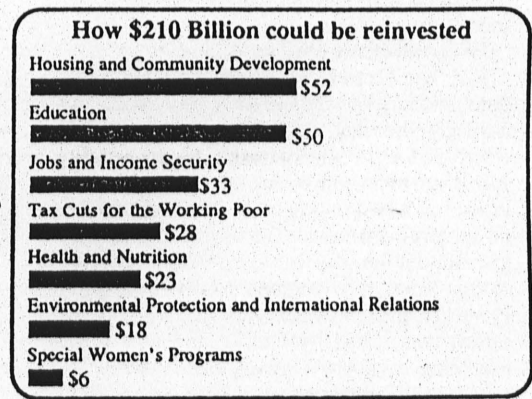 How $210 Billion could be reinvested
Housing and Community Development
$52
Education
$50
Jobs and Income Security
$33
Tax Cuts for the Working Poor
$28
Health and Nutrition
$23
Environmental Protection and International Relations
$18
Special Women's Programs
$6